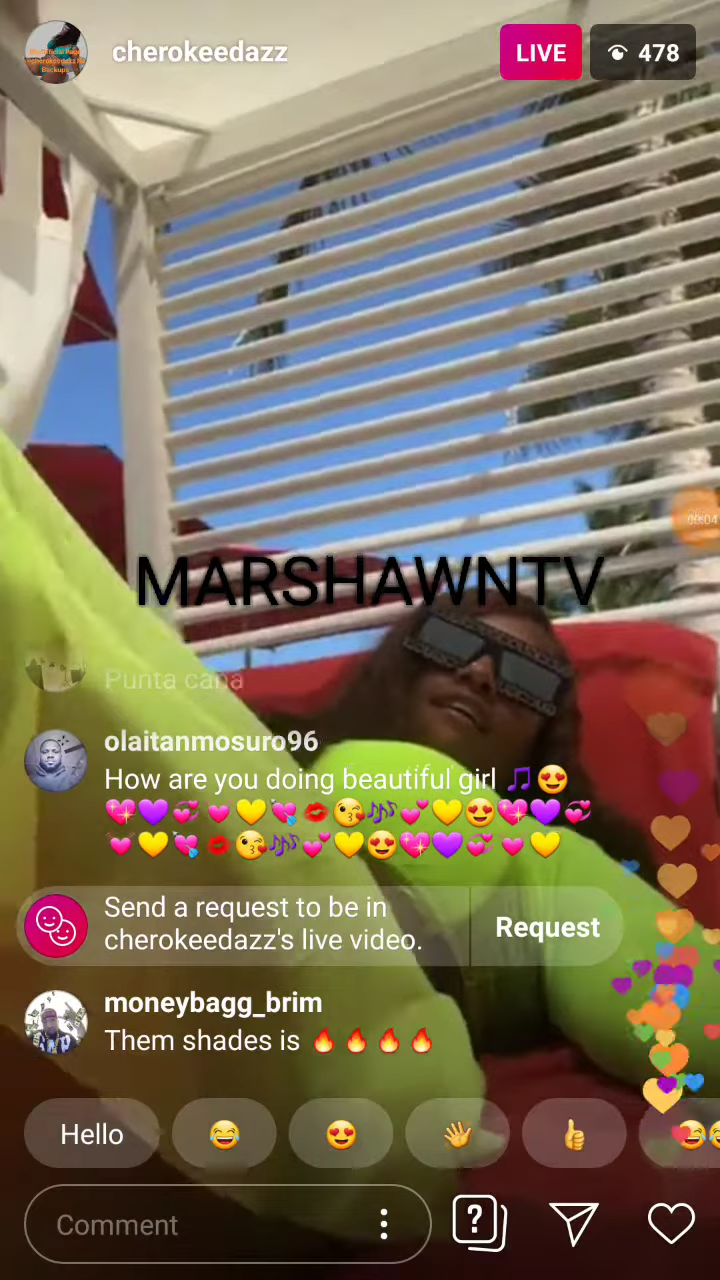 cherokeedazz
LIVE
478
MARSHAWNTV
Punta cana
olaitanmosuro96
How are you doing beautiful girl 🎵😍
💖💜💞💗💛💘💋😘🎶💕💛😍💖💜💞
💓💛💘💋😘🎶💕💛😍💖💜💞💗💛
Send a request to be in
cherokeedazz's live video.
Request
moneybagg_brim
Them shades is 🔥🔥🔥🔥
Hello
Comment